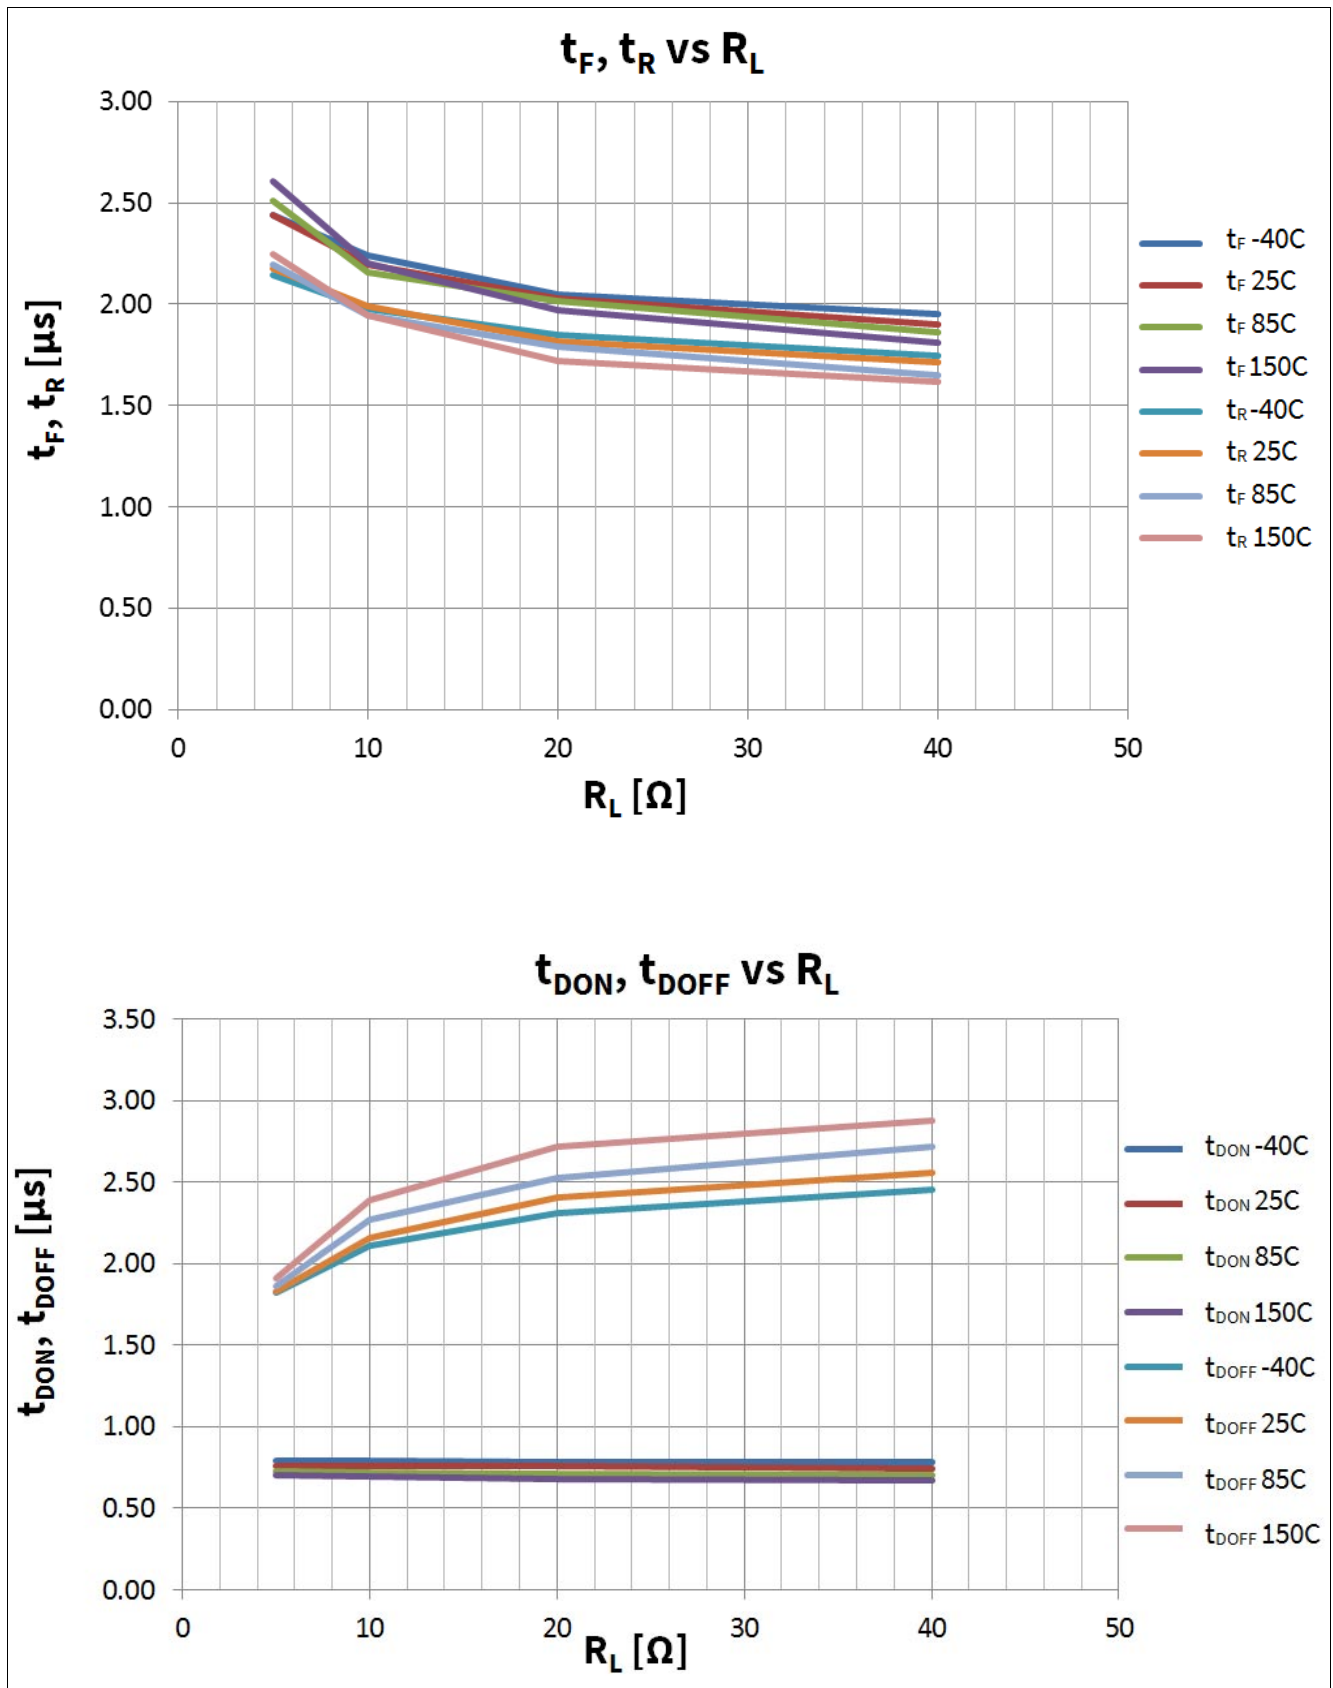 tF, tR vs RL
3.00
2.50
2.00
1.50
1.00
0.50
0.00
tF, tR [µs]
0 10 20 30 40 50
RL [Ω]
tF -40C
tF 25C
tF 85C
tF 150C
tR -40C
tR 25C
tF 85C
tR 150C
tDON, tDOFF vs RL
3.50
3.00
2.50
2.00
1.50
1.00
0.50
0.00
tDON, tDOFF [µs]
0 10 20 30 40 50
RL [Ω]
tDON -40C
tDON 25C
tDON 85C
tDON 150C
tDOFF -40C
tDOFF 25C
tDOFF 85C
tDOFF 150C